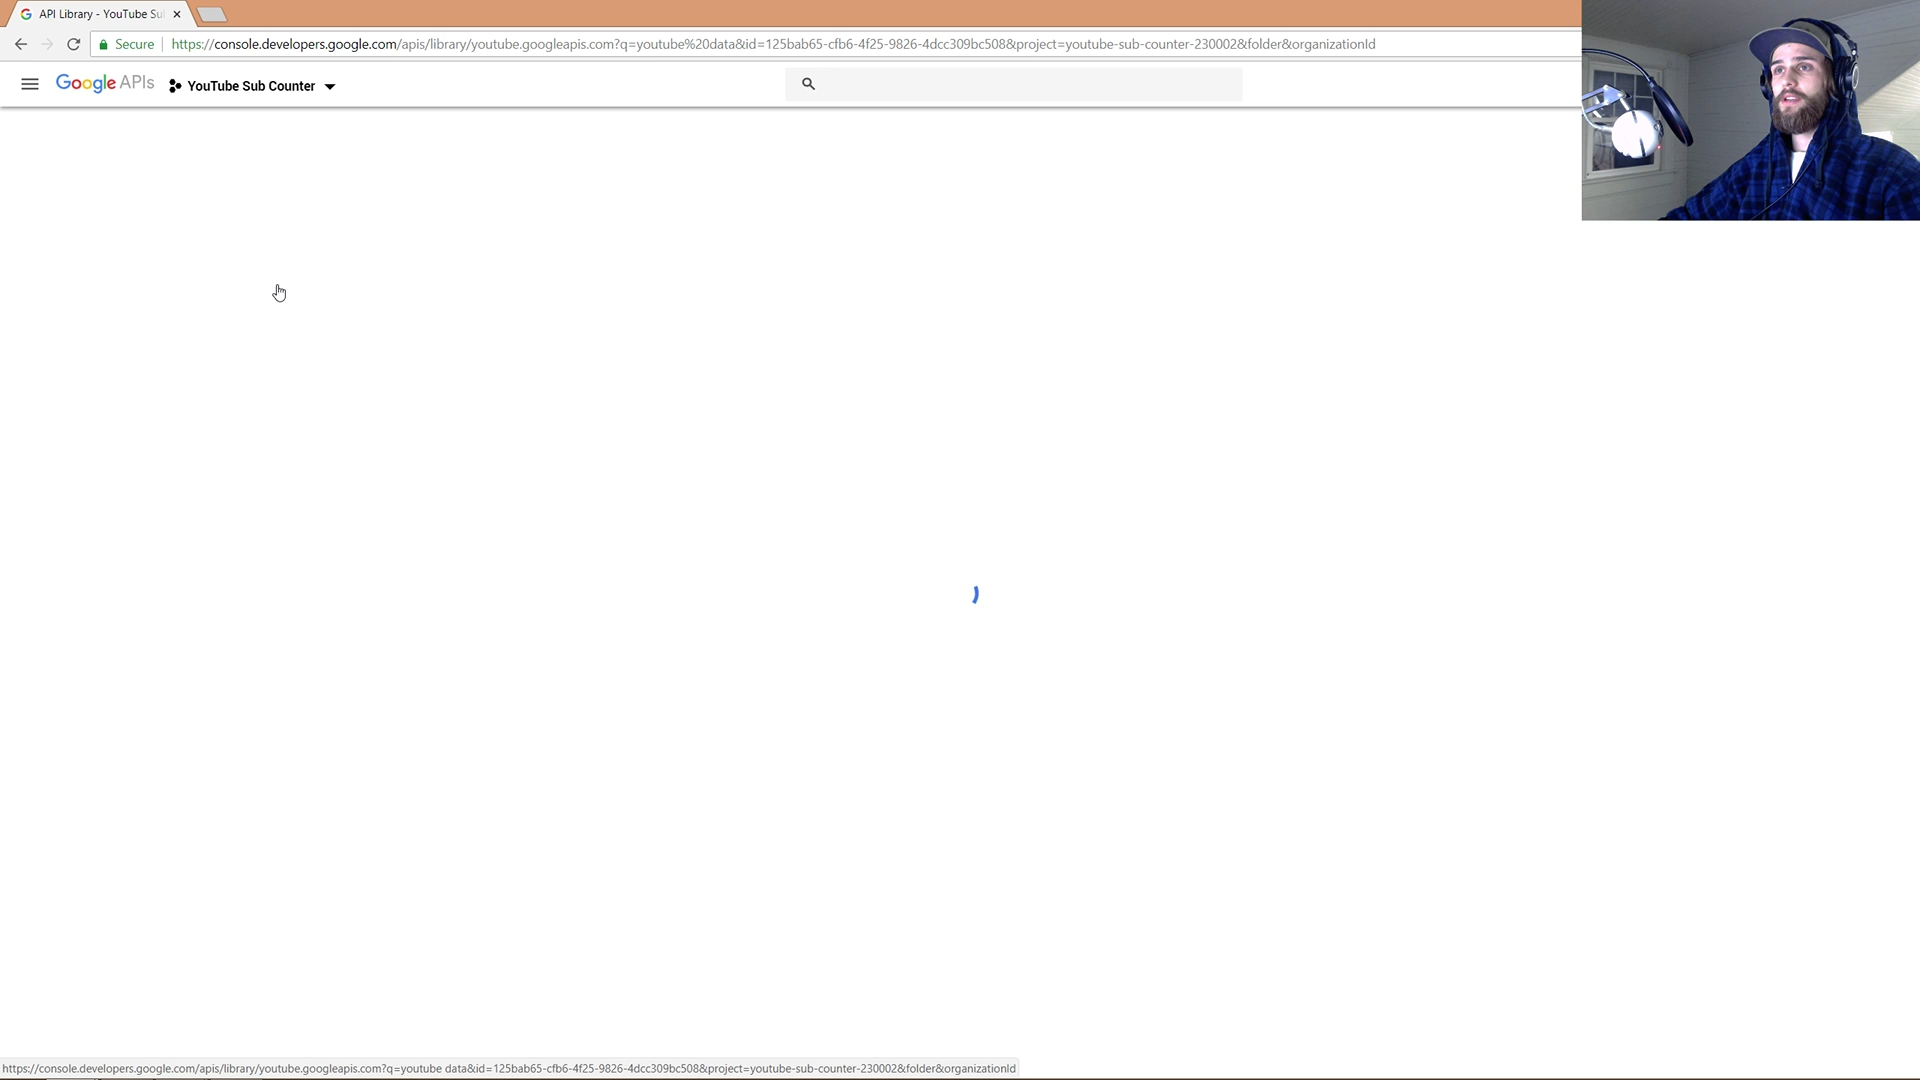 API Library - YouTube Su
Secure
https://console.developers.google.com/apis/library/youtube.googleapis.com?q=youtube%20data&id=125bab65-cfb6-4f25-9826-4dcc309bc508&project=youtube-sub-counter-230002&folder&organizationId
Google APIs
YouTube Sub Counter
https://console.developers.google.com/apis/library/youtube.googleapis.com?q=youtube data&id=125bab65-cfb6-4f25-9826-4dcc309bc508&project=youtube-sub-counter-230002&folder&organizationId